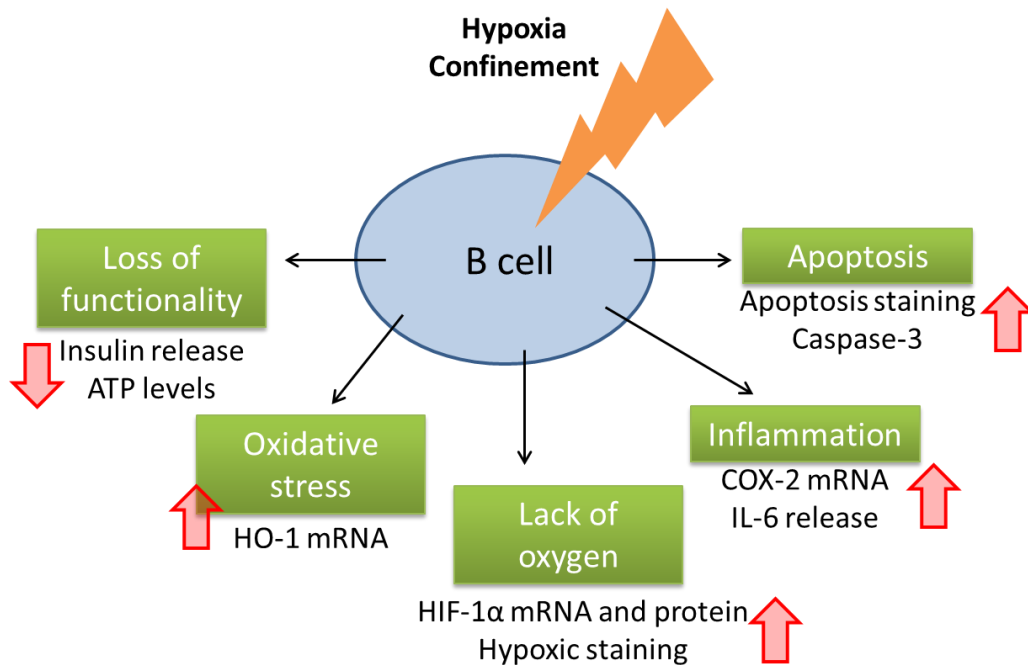 Hypoxia
Confinement
B cell
Loss of
functionality
Insulin release
ATP levels
Oxidative
stress
HO-1 mRNA
Lack of
oxygen
HIF-1α mRNA and protein
Hypoxic staining
Inflammation
COX-2 mRNA
IL-6 release
Apoptosis
Apoptosis staining
Caspase-3